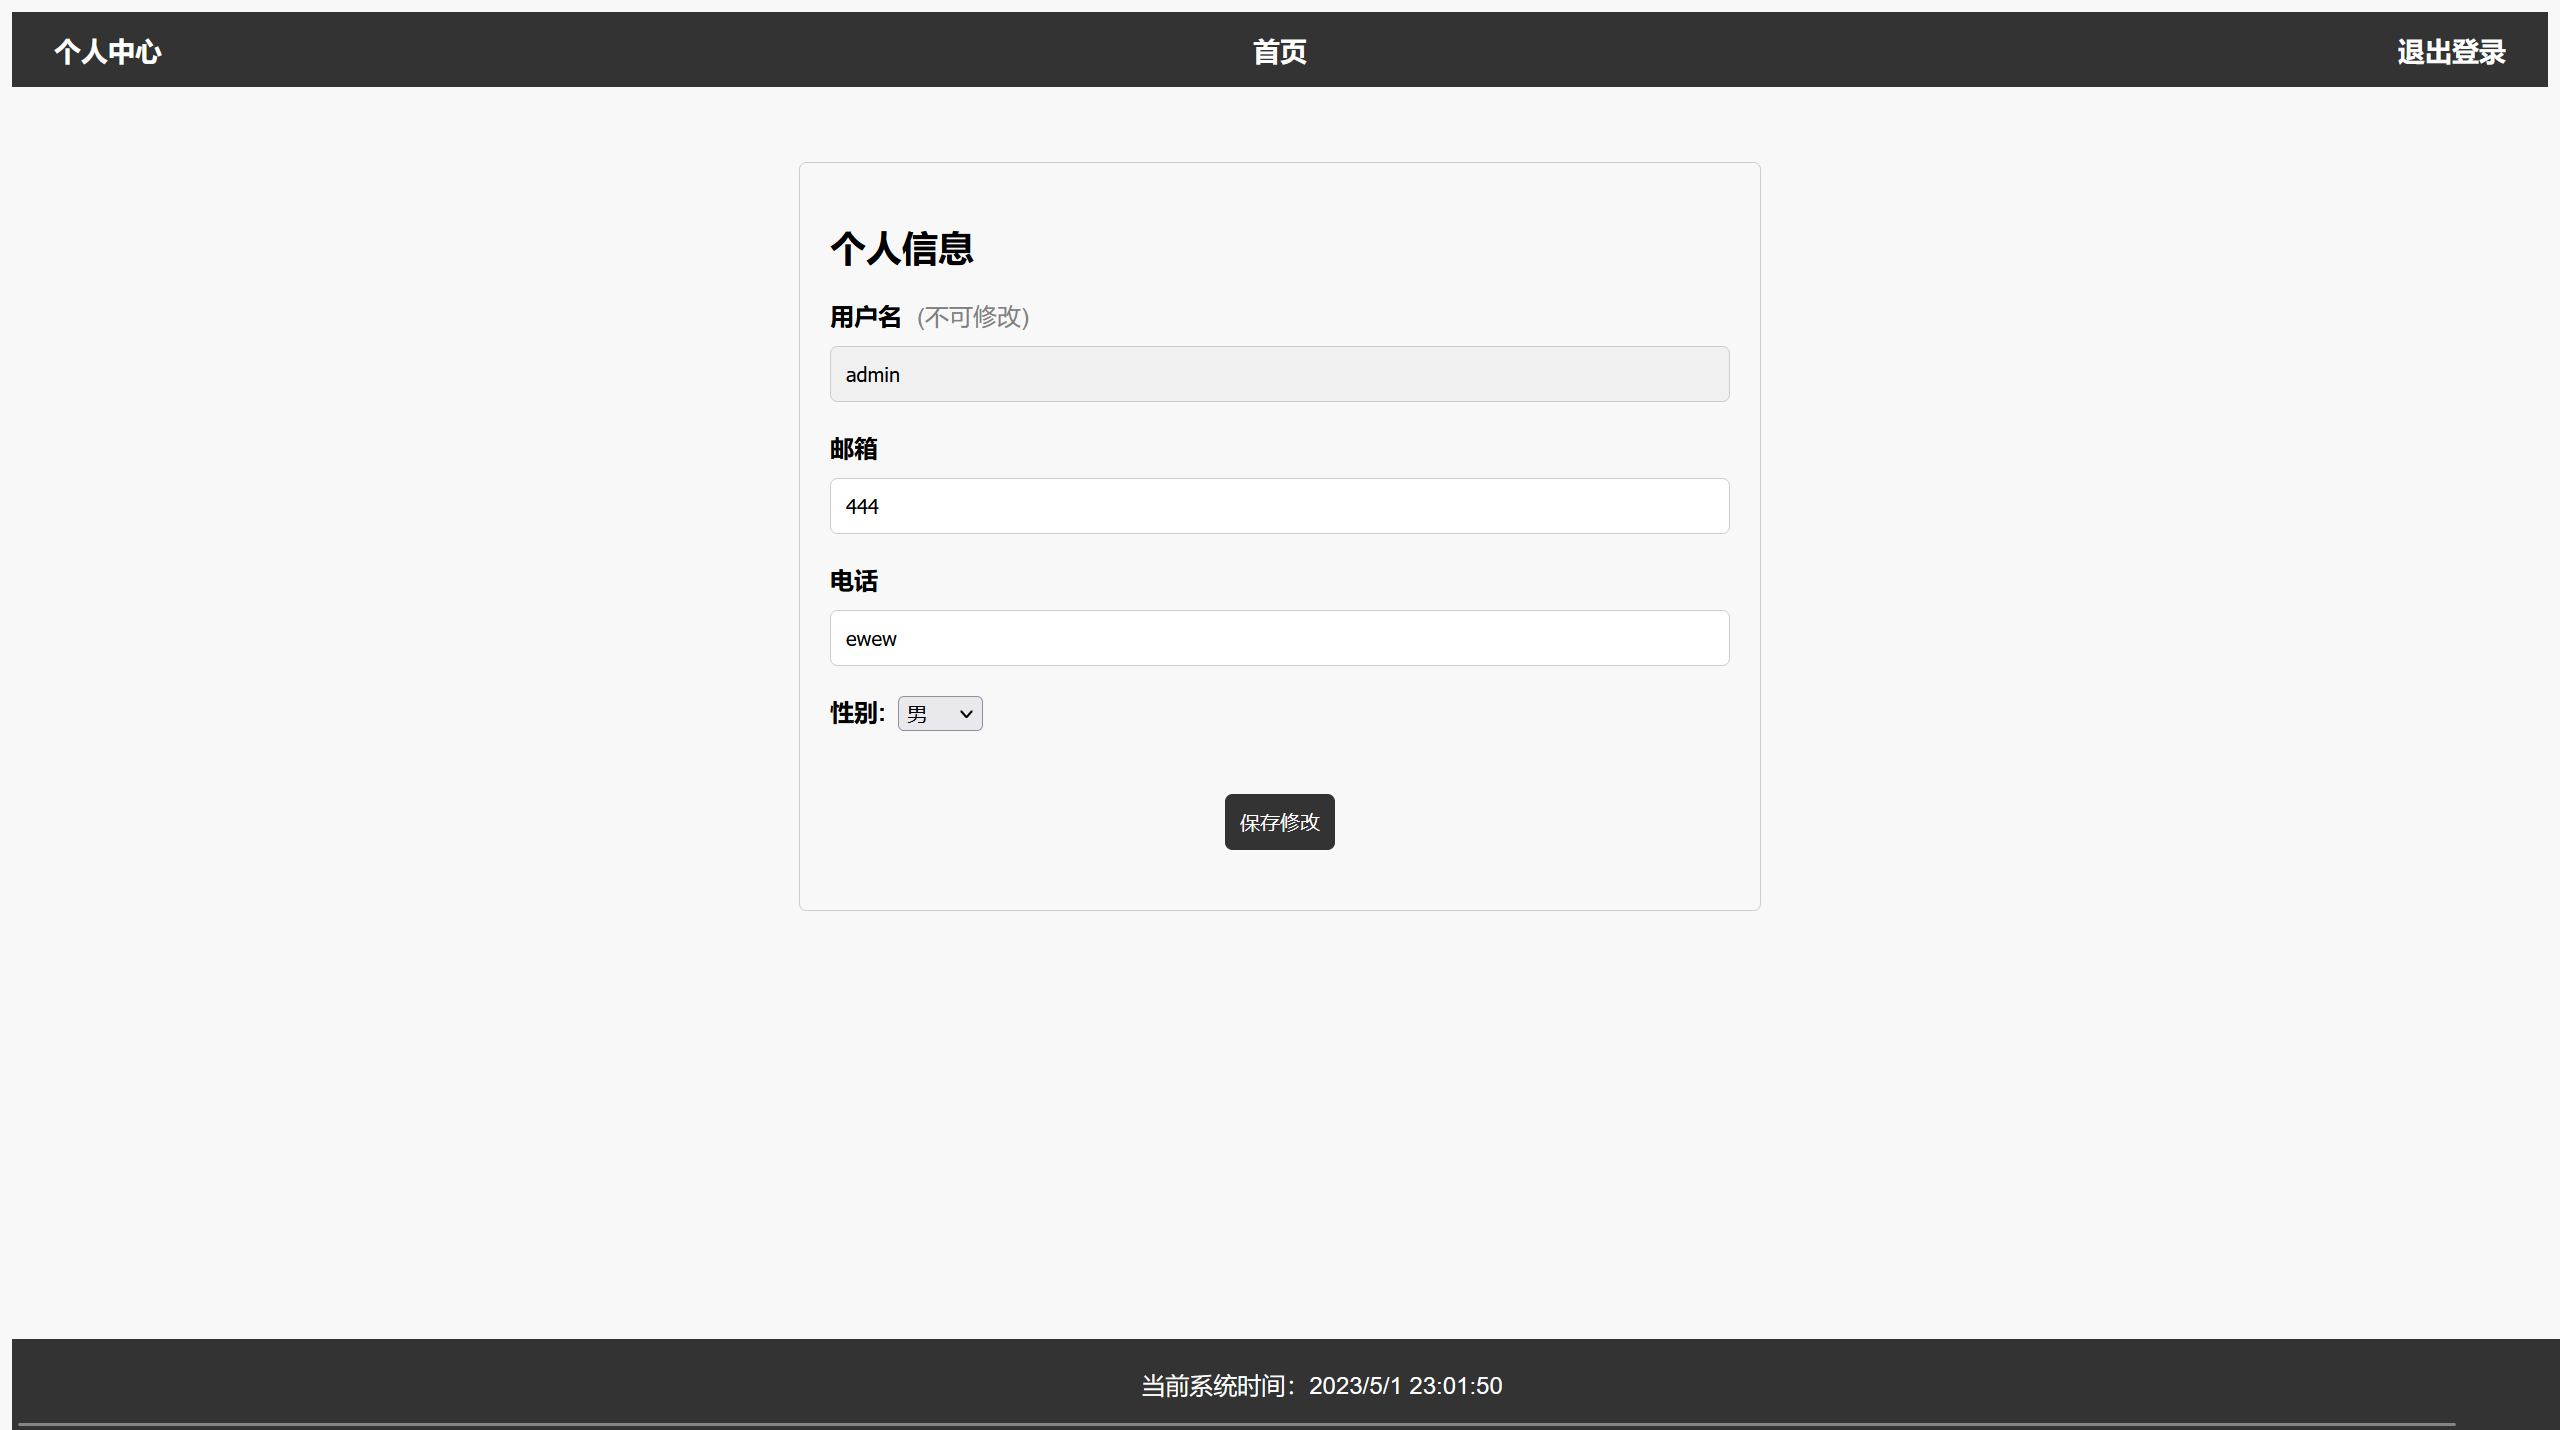 个人中心 首页 退出登录
个人信息
用户名 (不可修改)
admin
邮箱
444
电话
ewew
性别: 男
保存修改
当前系统时间：2023/5/1 23:01:50